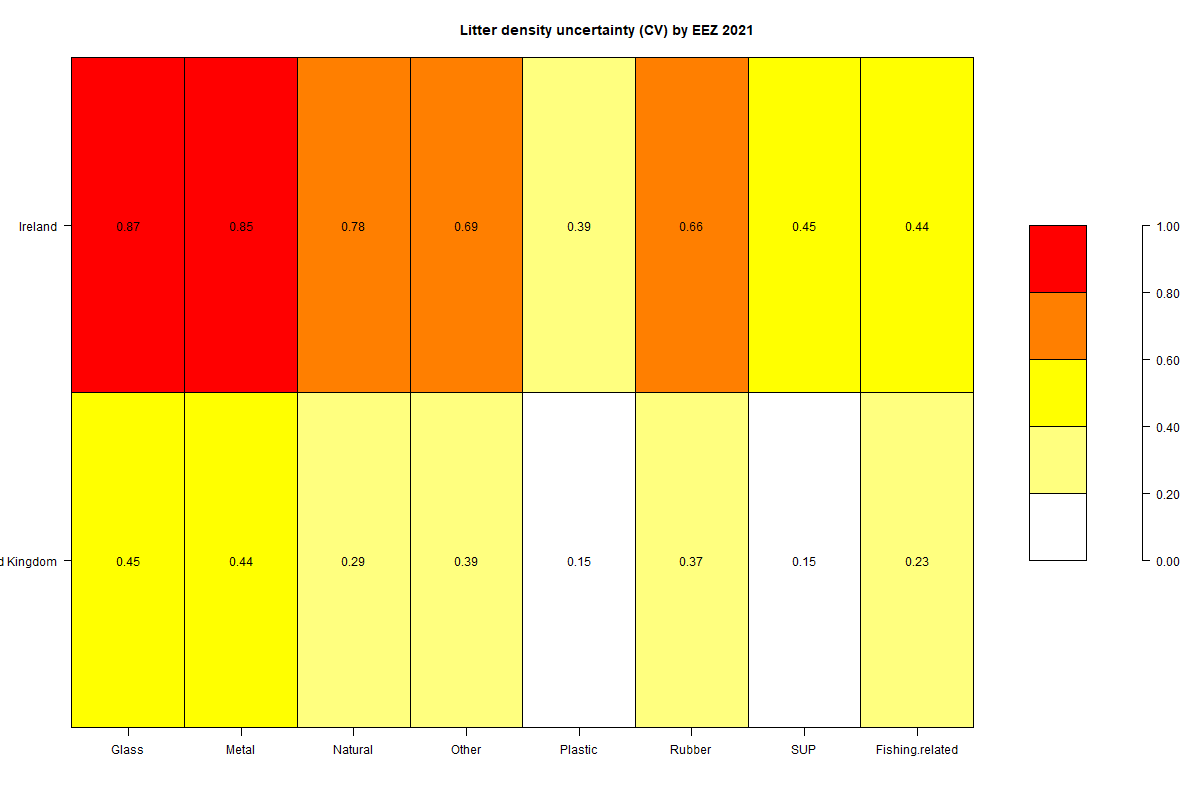 Litter density uncertainty (CV) by EEZ 2021
Ireland
0.87 0.85 0.78 0.69 0.39 0.66 0.45 0.44
d Kingdom
0.45 0.44 0.29 0.39 0.15 0.37 0.15 0.23
Glass Metal Natural Other Plastic Rubber SUP Fishing.related
1.00
0.80
0.60
0.40
0.20
0.00